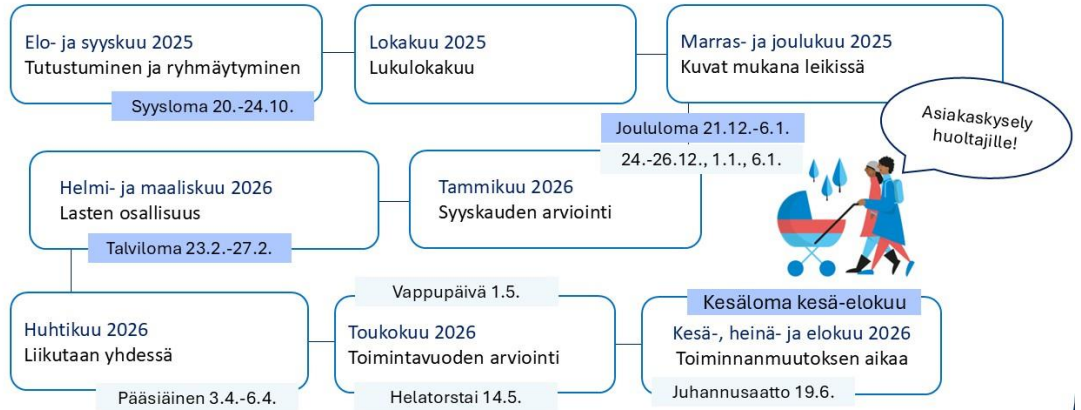 Elo- ja syyskuu 2025
Tutustuminen ja ryhmäytyminen
Syysloma 20.-24.10.
Lokakuu 2025
Lukulokakuu
Marras- ja joulukuu 2025
Kuvat mukana leikissä
Joululoma 21.12.-6.1.
24.-26.12., 1.1., 6.1.
Asiakaskysely
huoltajille!
Tammikuu 2026
Syyskauden arviointi
Helmi- ja maaliskuu 2026
Lasten osallisuus
Talviloma 23.2.-27.2.
Huhtikuu 2026
Liikutaan yhdessä
Pääsiäinen 3.4.-6.4.
Vappupäivä 1.5.
Toukokuu 2026
Toimintavuoden arviointi
Helatorstai 14.5.
Kesäloma kesä-elokuu
Kesä-, heinä- ja elokuu 2026
Toiminnanmuutoksen aikaa
Juhannusaatto 19.6.